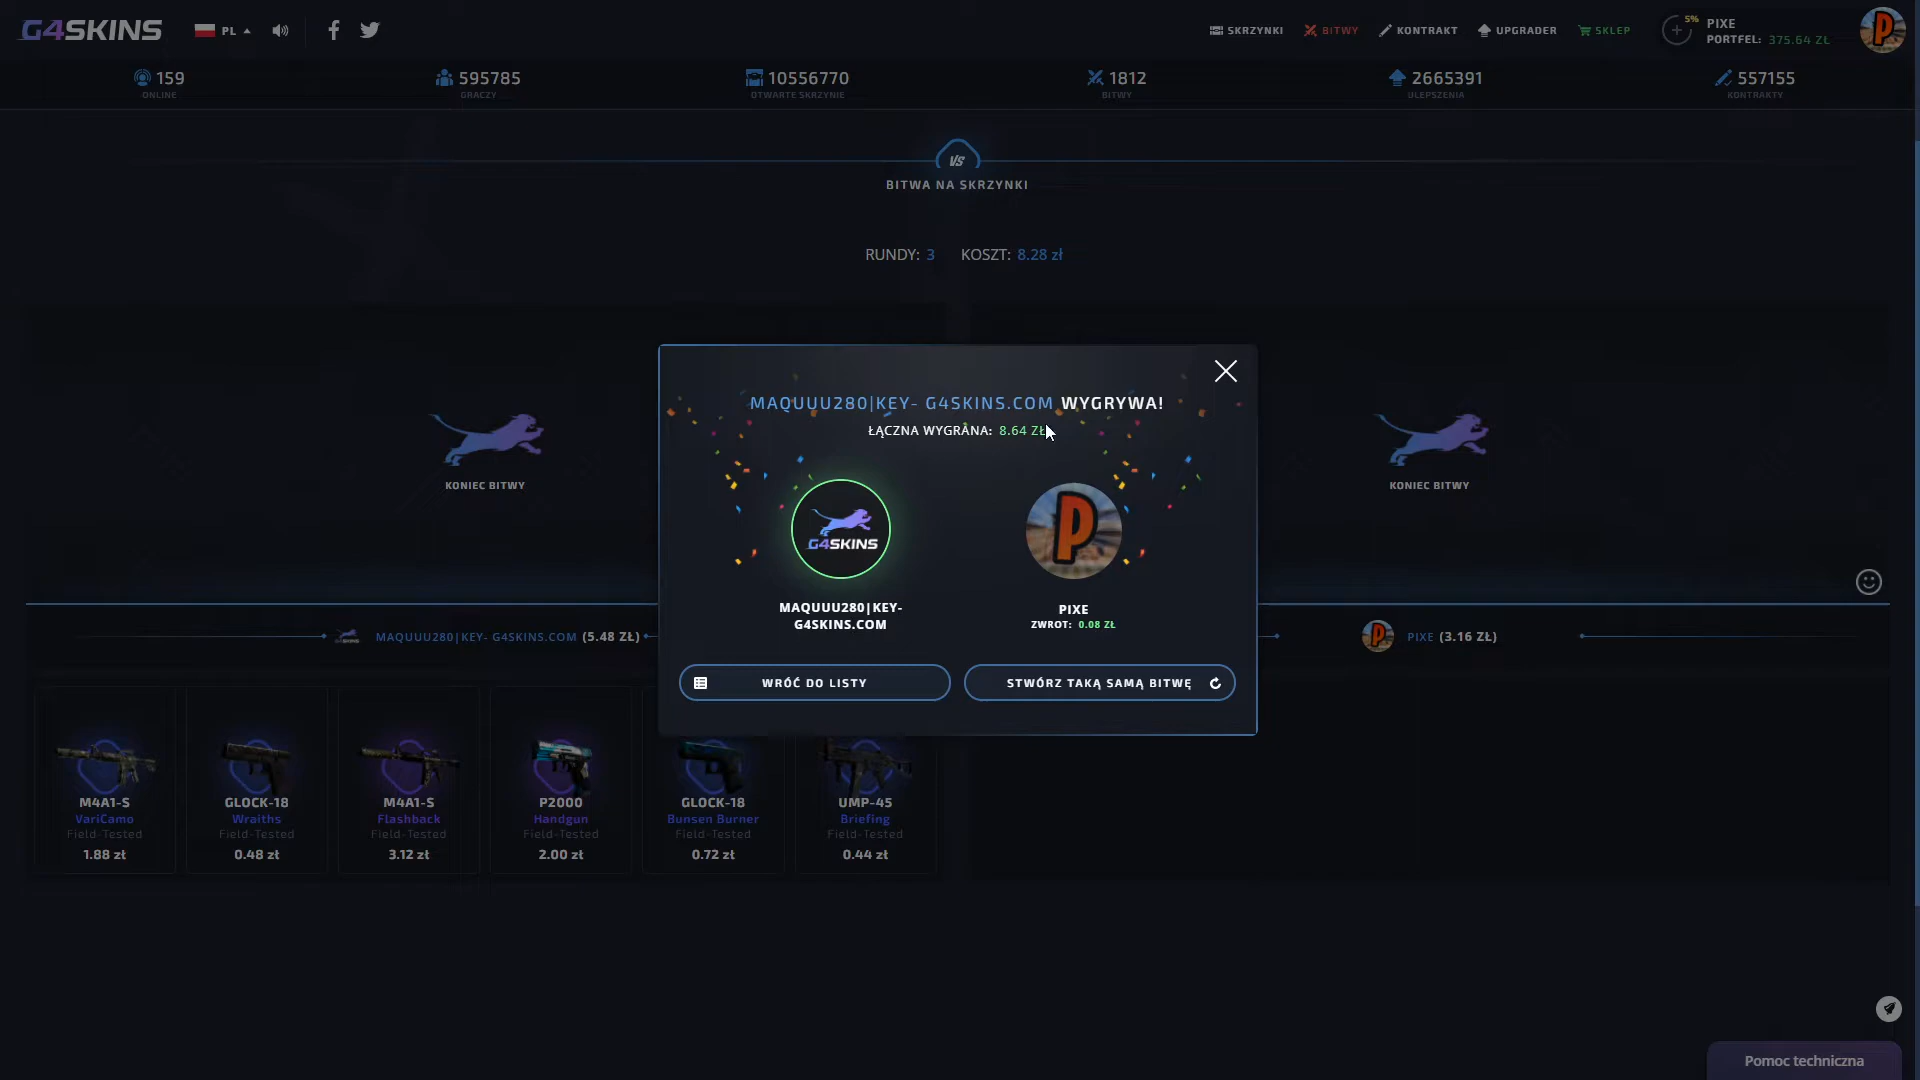 G4SKINS
PL
SKRZYNKI
BITWY
KONTRAKT
UPGRADER
SKLEP
5%
PIXE
PORTFEL: 375.64 ZŁ
159
ONLINE
595785
GRACZY
10556770
OTWARTE SKRZYNIE
1812
BITWY
2665391
ULEPSZENIA
557155
KONTRAKTY
VS
BITWA NA SKRZYNKI
RUNDY: 3 KOSZT: 8.28 zł
MAQUUU280|KEY- G4SKINS.COM WYGRYWA!
ŁĄCZNA WYGRANA: 8.64 ZŁ
KONIEC BITWY
KONIEC BITWY
G4SKINS
P
MAQUUU280|KEY-
G4SKINS.COM
PIXE
ZWROT: 0.08 ZŁ
MAQUUU280|KEY- G4SKINS.COM (5.48 ZŁ)
PIXE (3.16 ZŁ)
WRÓĆ DO LISTY
STWÓRZ TAKĄ SAMĄ BITWĘ
M4A1-S
VariCamo
Field-Tested
1.88 zł
GLOCK-18
Wraiths
Field-Tested
0.48 zł
M4A1-S
Flashback
Field-Tested
3.12 zł
P2000
Handgun
Field-Tested
2.00 zł
GLOCK-18
Bunsen Burner
Field-Tested
0.72 zł
UMP-45
Briefing
Field-Tested
0.44 zł
Pomoc techniczna